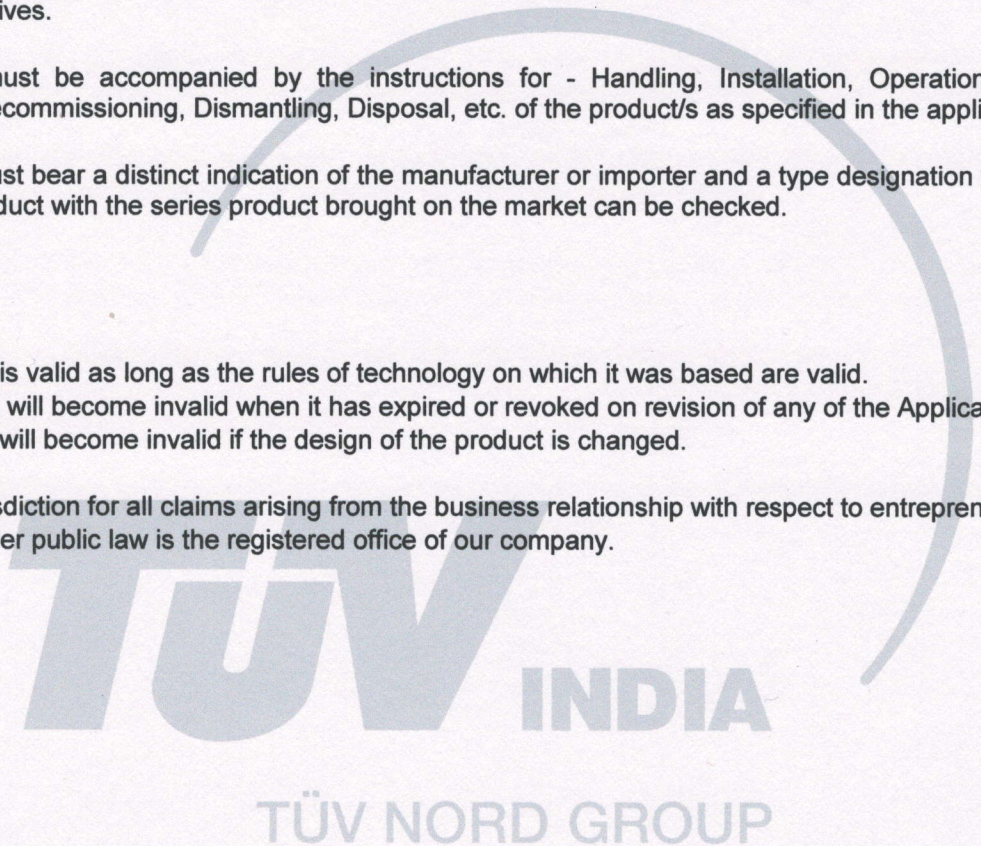 ives.
must be accompanied by the instructions for - Handling, Installation, Operation
ecommissioning, Dismantling, Disposal, etc. of the product/s as specified in the appli
ust bear a distinct indication of the manufacturer or importer and a type designation
duct with the series product brought on the market can be checked.
is valid as long as the rules of technology on which it was based are valid.
will become invalid when it has expired or revoked on revision of any of the Applica
will become invalid if the design of the product is changed.
sdiction for all claims arising from the business relationship with respect to entrepren
er public law is the registered office of our company.
TÜV INDIA
TÜV NORD GROUP